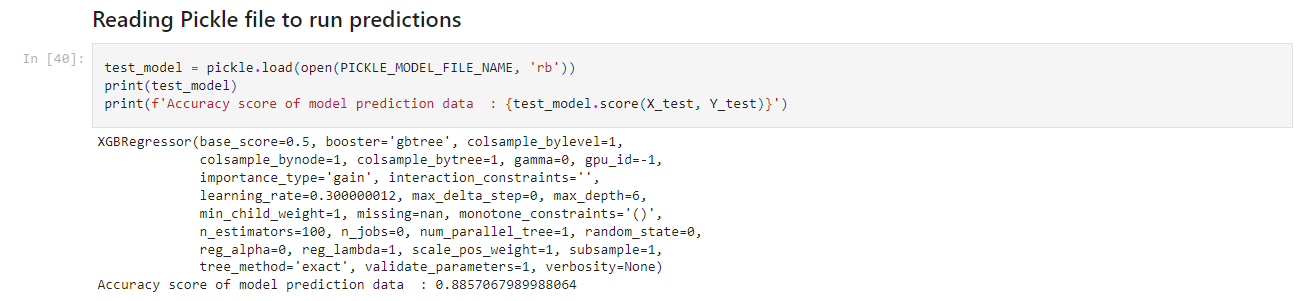 Reading Pickle file to run predictions
In [40]:
test_model = pickle.load(open(PICKLE_MODEL_FILE_NAME, 'rb'))
print(test_model)
print(f'Accuracy score of model prediction data  : {test_model.score(X_test, Y_test)}')
XGBRegressor(base_score=0.5, booster='gbtree', colsample_bylevel=1,
             colsample_bynode=1, colsample_bytree=1, gamma=0, gpu_id=-1,
             importance_type='gain', interaction_constraints='',
             learning_rate=0.300000012, max_delta_step=0, max_depth=6,
             min_child_weight=1, missing=nan, monotone_constraints='()',
             n_estimators=100, n_jobs=0, num_parallel_tree=1, random_state=0,
             reg_alpha=0, reg_lambda=1, scale_pos_weight=1, subsample=1,
             tree_method='exact', validate_parameters=1, verbosity=None)
Accuracy score of model prediction data  : 0.8857067989988064